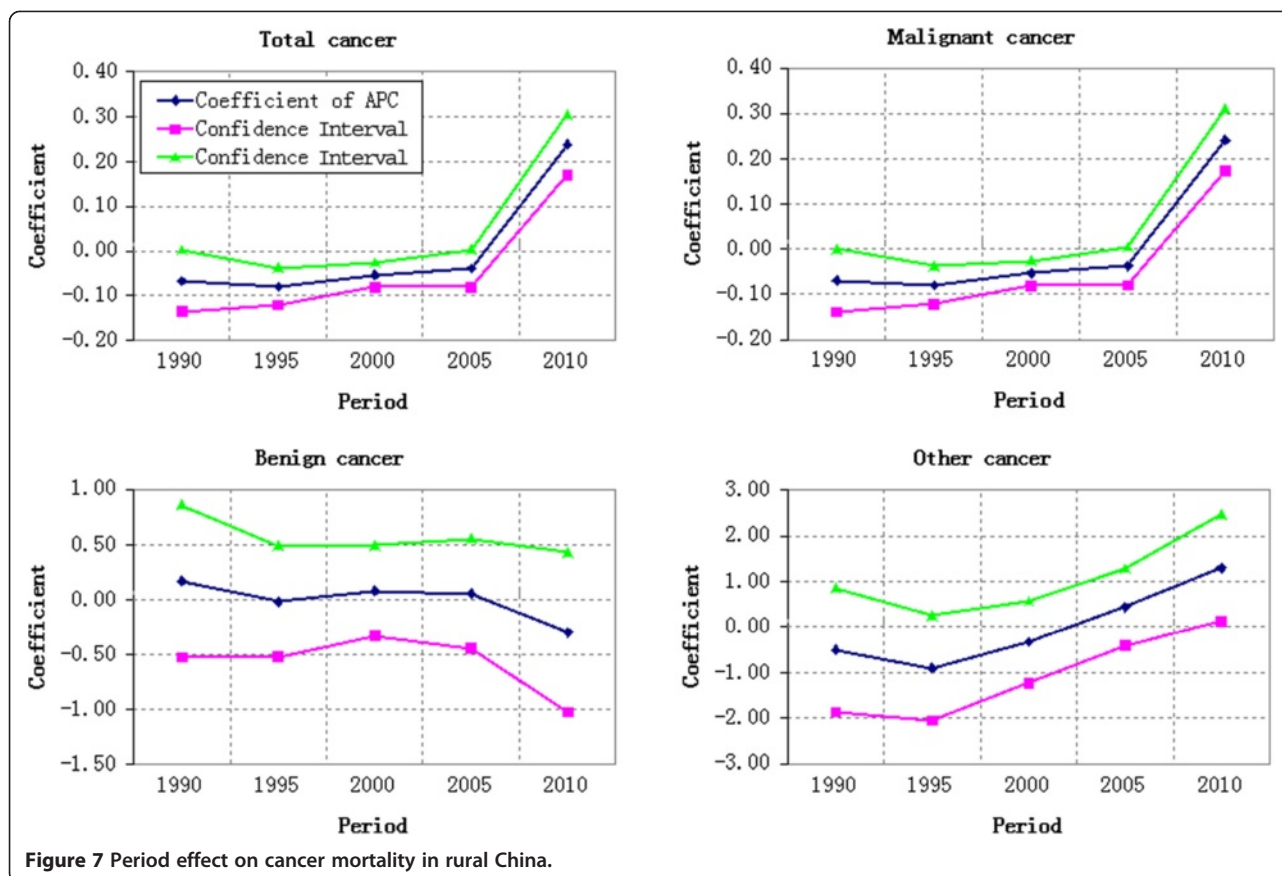 Total cancer
0.40
0.30
0.20
0.10
0.00
-0.10
-0.20
Coefficient
Coefficient of APC
Confidence Interval
Confidence Interval
1990 1995 2000 2005 2010
Period
Malignant cancer
0.40
0.30
0.20
0.10
0.00
-0.10
-0.20
Coefficient
1990 1995 2000 2005 2010
Period
Benign cancer
1.00
0.50
0.00
-0.50
-1.00
-1.50
Coefficient
1990 1995 2000 2005 2010
Period
Other cancer
3.00
2.00
1.00
0.00
-1.00
-2.00
-3.00
Coefficient
1990 1995 2000 2005 2010
Period
Figure 7 Period effect on cancer mortality in rural China.